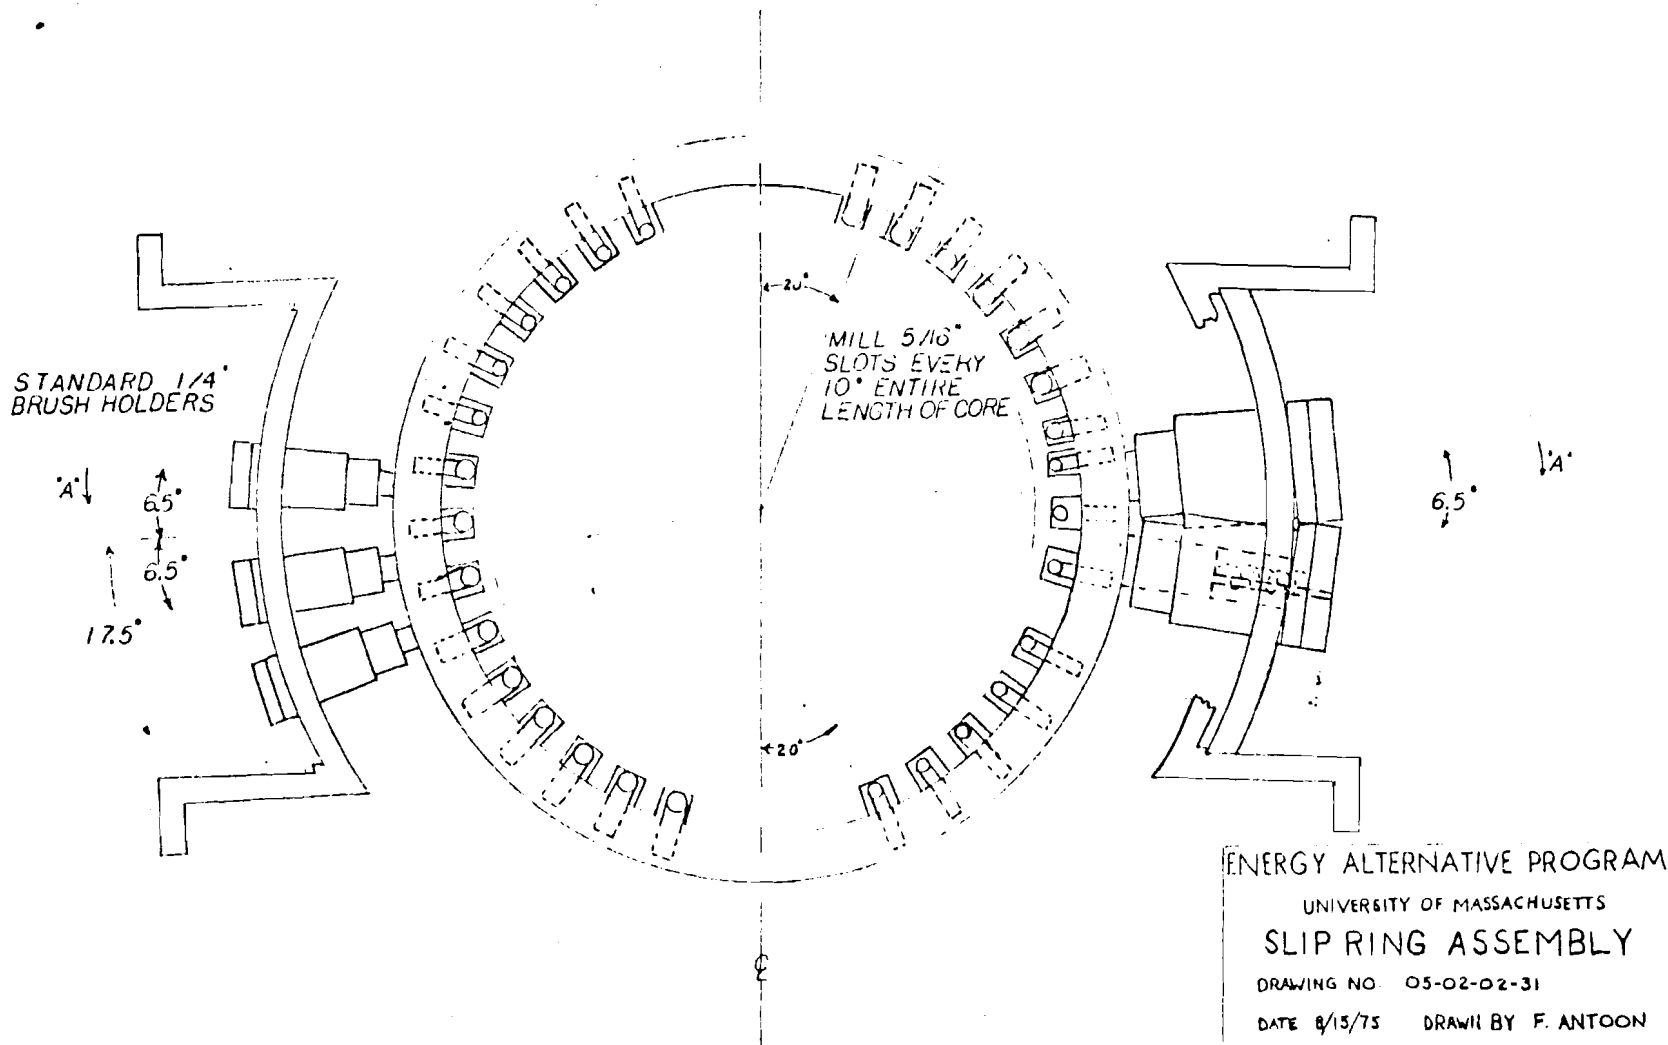 20°
MILL 5/16"
SLOTS EVERY
10° ENTIRE
LENGTH OF CORE
STANDARD 1/4"
BRUSH HOLDERS
"A"
6.5°
6.5°
17.5°
6.5°
"A"
20°
℄
ENERGY ALTERNATIVE PROGRAM
UNIVERSITY OF MASSACHUSETTS
SLIP RING ASSEMBLY
DRAWING NO. 05-02-02-31
DATE 8/15/75 DRAWN BY F. ANTOON